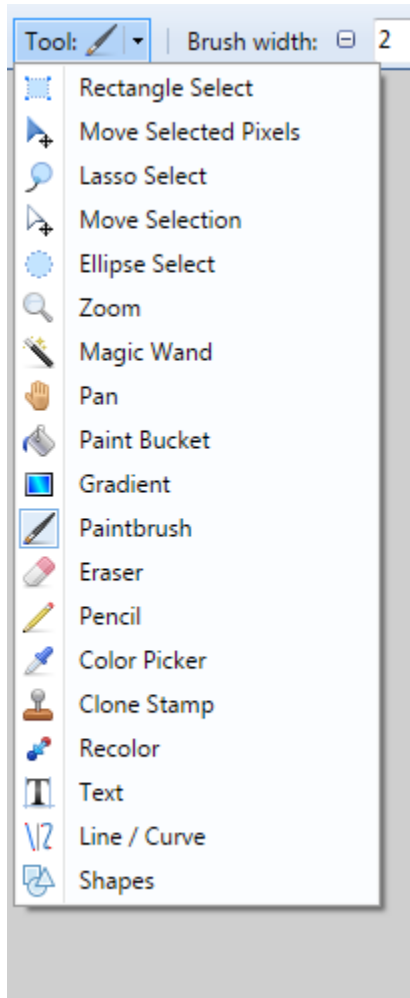 Tool: Brush width: 2
Rectangle Select
Move Selected Pixels
Lasso Select
Move Selection
Ellipse Select
Zoom
Magic Wand
Pan
Paint Bucket
Gradient
Paintbrush
Eraser
Pencil
Color Picker
Clone Stamp
Recolor
Text
Line / Curve
Shapes